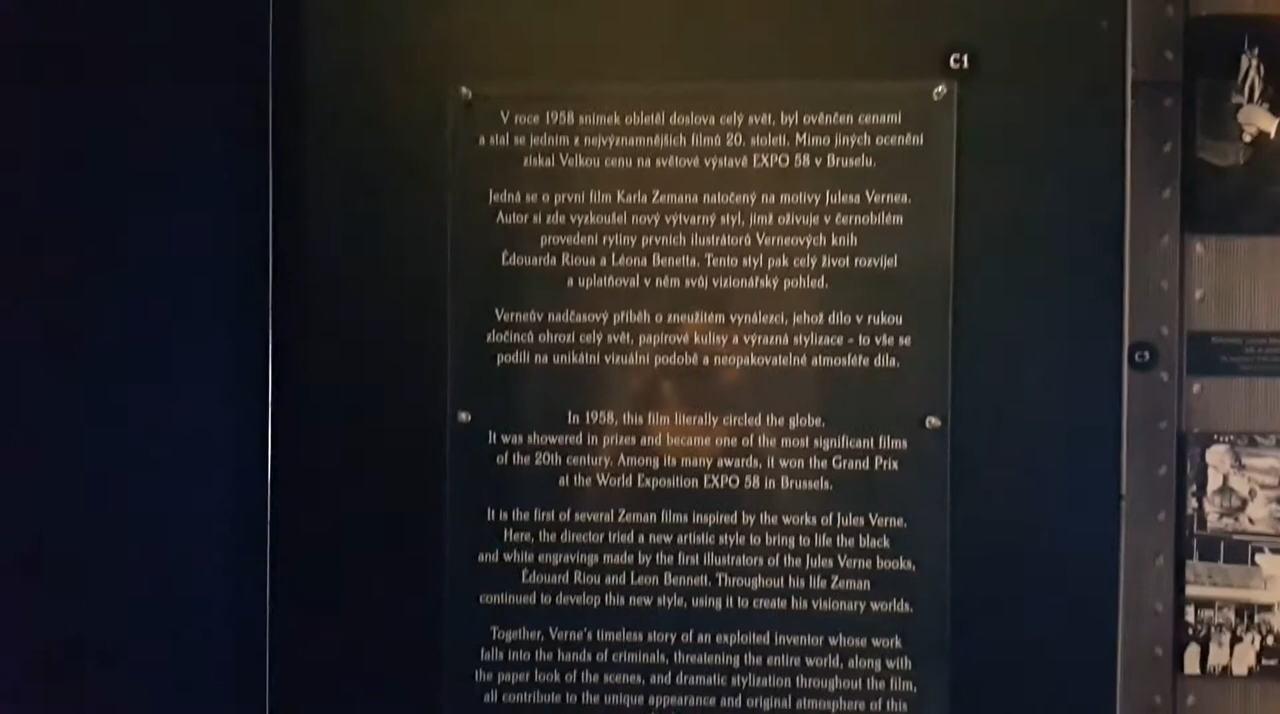 C1
V roce 1958 snímek obletěl doslova celý svět, byl ověnčen cenami
a stal se jedním z nejvýznamnějších filmů 20. století. Mimo jiných ocenění
získal Velkou cenu na světové výstavě EXPO 58 v Bruselu.
Jedná se o první film Karla Zemana natočený na motivy Julesa Vernea.
Autor si zde vyzkoušel nový výtvarný styl, jímž oživuje v černobílém
provedení rytiny prvních ilustrátorů Verneových knih
Édouarda Rioua a Léona Benetta. Tento styl pak celý život rozvíjel
a uplatňoval v něm svůj vizionářský pohled.
Verneův nadčasový příběh o zneužitém vynálezci, jehož dílo v rukou
zločinců ohrozí celý svět, papírové kulisy a výrazná stylizace - to vše se
podílí na unikátní vizuální podobě a neopakovatelné atmosféře díla.
In 1958, this film literally circled the globe.
It was showered in prizes and became one of the most significant films
of the 20th century. Among its many awards, it won the Grand Prix
at the World Exposition EXPO 58 in Brussels.
It is the first of several Zeman films inspired by the works of Jules Verne.
Here, the director tried a new artistic style to bring to life the black
and white engravings made by the first illustrators of the Jules Verne books,
Édouard Riou and Leon Bennett. Throughout his life Zeman
continued to develop this new style, using it to create his visionary worlds.
Together, Verne's timeless story of an exploited inventor whose work
falls into the hands of criminals, threatening the entire world, along with
the paper look of the scenes, and dramatic stylization throughout the film,
all contribute to the unique appearance and original atmosphere of this
C3